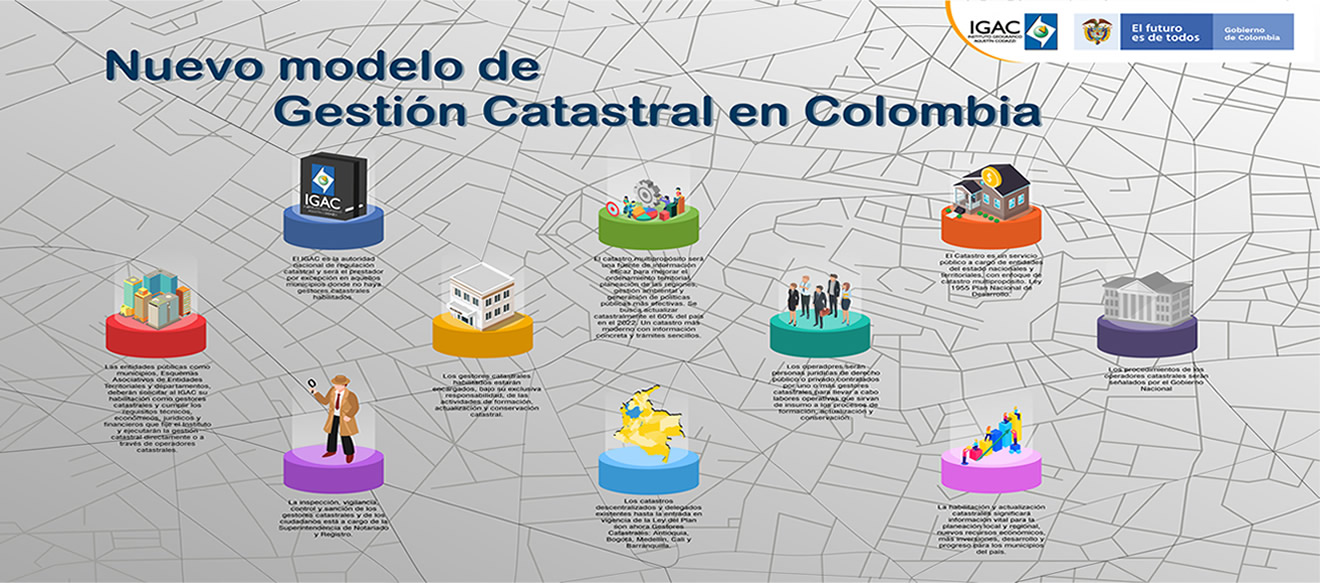 IGAC
INSTITUTO GEOGRÁFICO
AGUSTÍN CODAZZI
El futuro
es de todos
Gobierno
de Colombia
Nuevo modelo de
Gestión Catastral en Colombia
IGAC
El IGAC es la autoridad
nacional de regulación
catastral y será el prestador
por excepción en aquellos
municipios donde no haya
gestores catastrales
habilitados.
El catastro multipropósito será
una fuente de información
eficaz para mejorar el
ordenamiento territorial,
planeación de las regiones,
gestión ambiental y
generación de políticas
públicas más efectivas. Se
busca actualizar
catastralmente el 60% del país
en el 2022. Un catastro más
moderno con información
concreta y trámites sencillos.
El Catastro es un servicio
público a cargo de entidades
del estado nacionales y
Territoriales, con enfoque de
catastro multipropósito. Ley
1955 Plan Nacional de
Desarrollo.
Las entidades públicas como
municipios, Esquemas
Asociativos de Entidades
Territoriales y departamentos,
deberán solicitar al IGAC su
habilitación como gestores
catastrales y cumplir los
requisitos técnicos,
económicos, jurídicos y
financieros que fije el Instituto
y ejecutarán la gestión
catastral directamente o a
través de operadores
catastrales.
Los gestores catastrales
habilitados estarán
encargados, bajo su exclusiva
responsabilidad, de las
actividades de formación,
actualización y conservación
catastral.
Los operadores serán
personas jurídicas de derecho
público o privado contratados
por uno o más gestores
catastrales para llevar a cabo
labores operativas que sirvan
de insumo a los procesos de
formación, actualización y
conservación.
Los procedimientos de los
operadores catastrales serán
señalados por el Gobierno
Nacional
La inspección, vigilancia,
control y sanción de los
gestores catastrales y de los
ciudadanos está a cargo de la
Superintendencia de Notariado
y Registro.
Los catastros
descentralizados y delegados
existentes hasta la entrada en
vigencia de la Ley del Plan
son ahora Gestores
Catastrales: Antioquia,
Bogotá, Medellín, Cali y
Barranquilla.
La habilitación y actualización
catastrales significará
información vital para la
planeación local y regional,
nuevos recursos económicos,
más inversiones, desarrollo y
progreso para los municipios
del país.